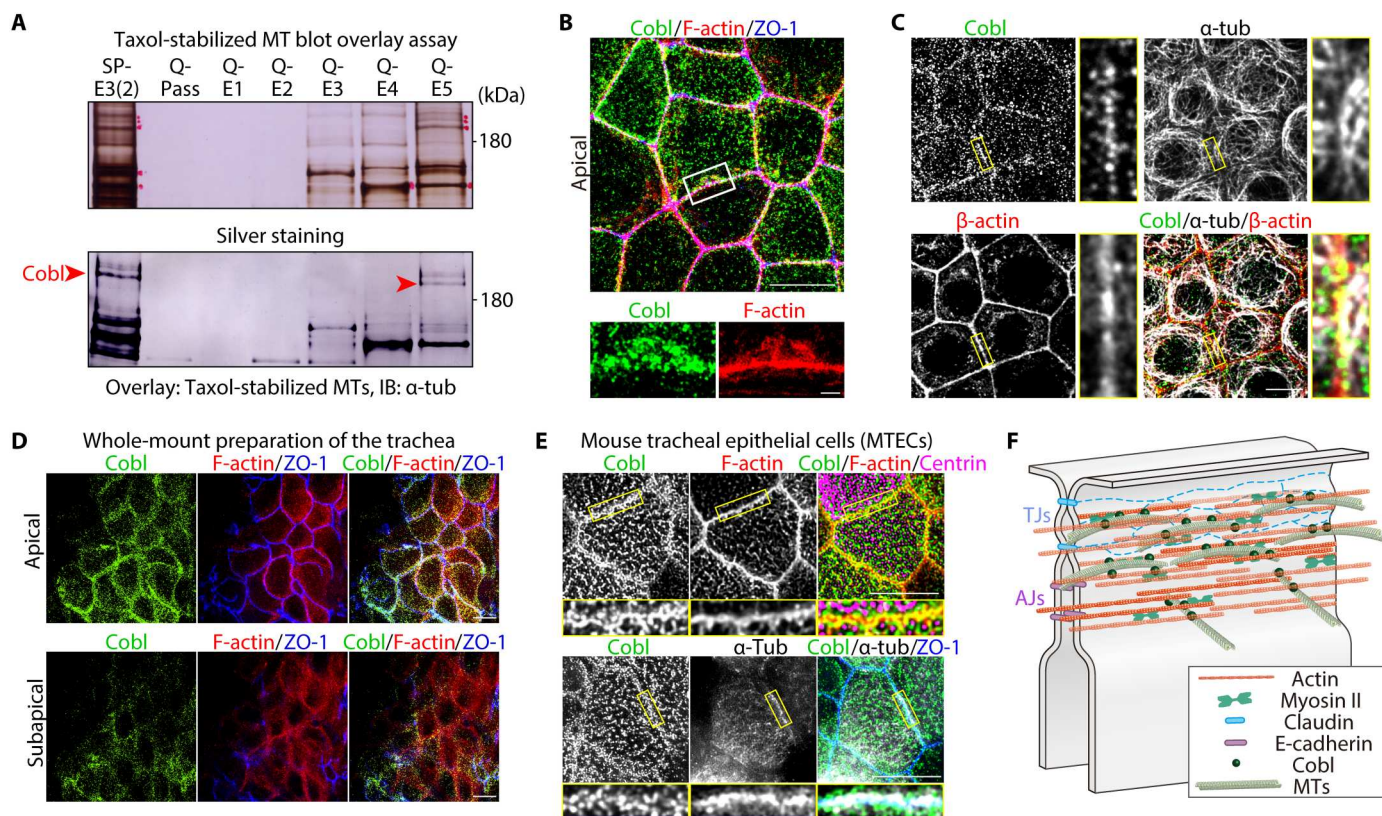 A
Taxol-stabilized MT blot overlay assay
SP-E3(2) Q-Pass Q-E1 Q-E2 Q-E3 Q-E4 Q-E5 (kDa)
180
Silver staining
Cobl
180
Overlay: Taxol-stabilized MTs, IB: α-tub
B
Cobl/F-actin/ZO-1
Apical
Cobl F-actin
C
Cobl α-tub
β-actin Cobl/α-tub/β-actin
D
Whole-mount preparation of the trachea
Cobl F-actin/ZO-1 Cobl/F-actin/ZO-1
Apical
Cobl F-actin/ZO-1 Cobl/F-actin/ZO-1
Subapical
E
Mouse tracheal epithelial cells (MTECs)
Cobl F-actin Cobl/F-actin/Centrin
Cobl α-Tub Cobl/α-tub/ZO-1
F
TJs
AJs
Actin
Myosin II
Claudin
E-cadherin
Cobl
MTs